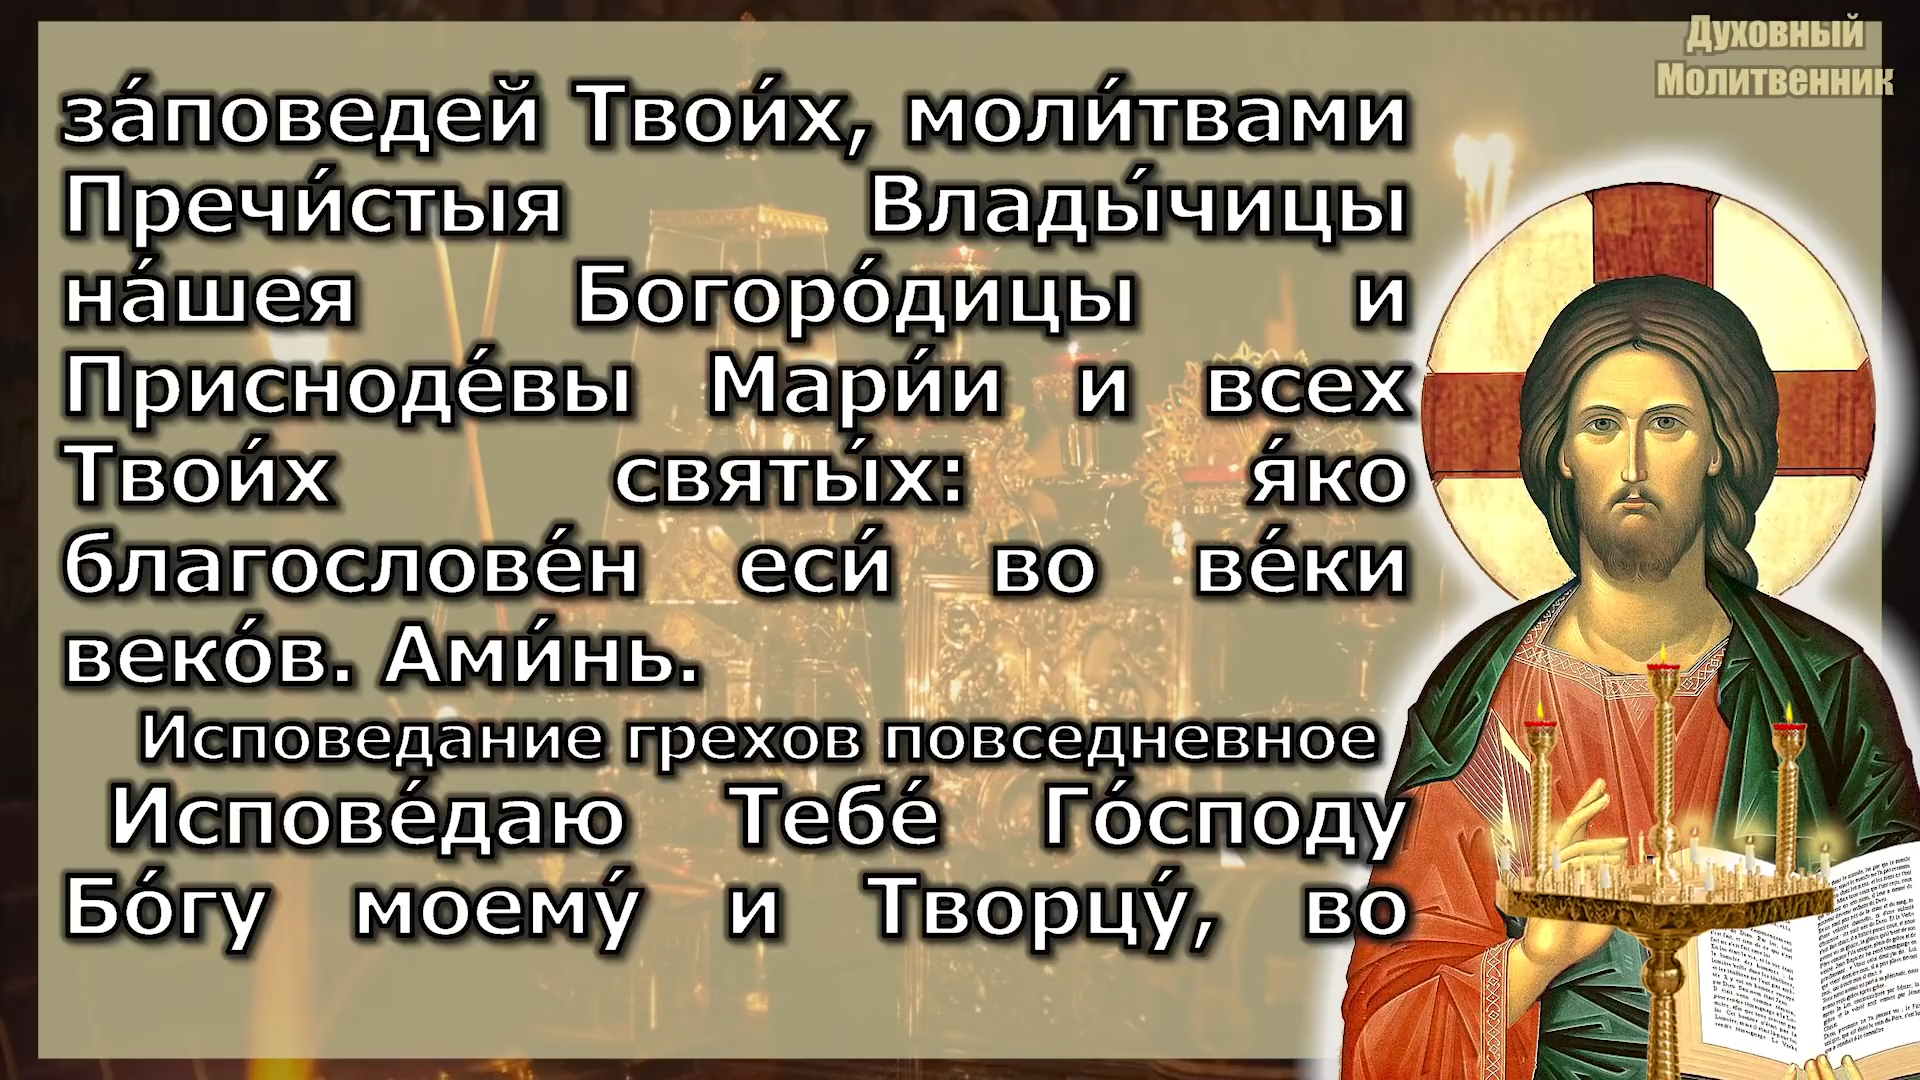 Духовный
Молитвенник
за́поведей Твои́х, моли́твами
Пречи́стыя Влады́чицы
на́шея Богоро́дицы и
Присноде́вы Мари́и и всех
Твои́х святы́х: я́ко
благослове́н еси́ во ве́ки
веко́в. Ами́нь.
Исповедание грехов повседневное
Испове́даю Тебе́ Го́споду
Бо́гу моему́ и Творцу́, во